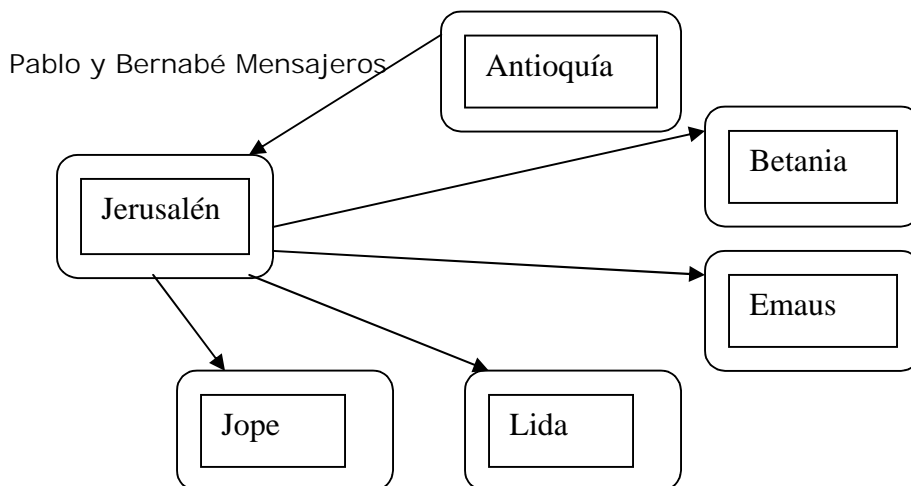 Pablo y Bernabé Mensajeros
Antioquía
Betania
Jerusalén
Emaus
Jope
Lida